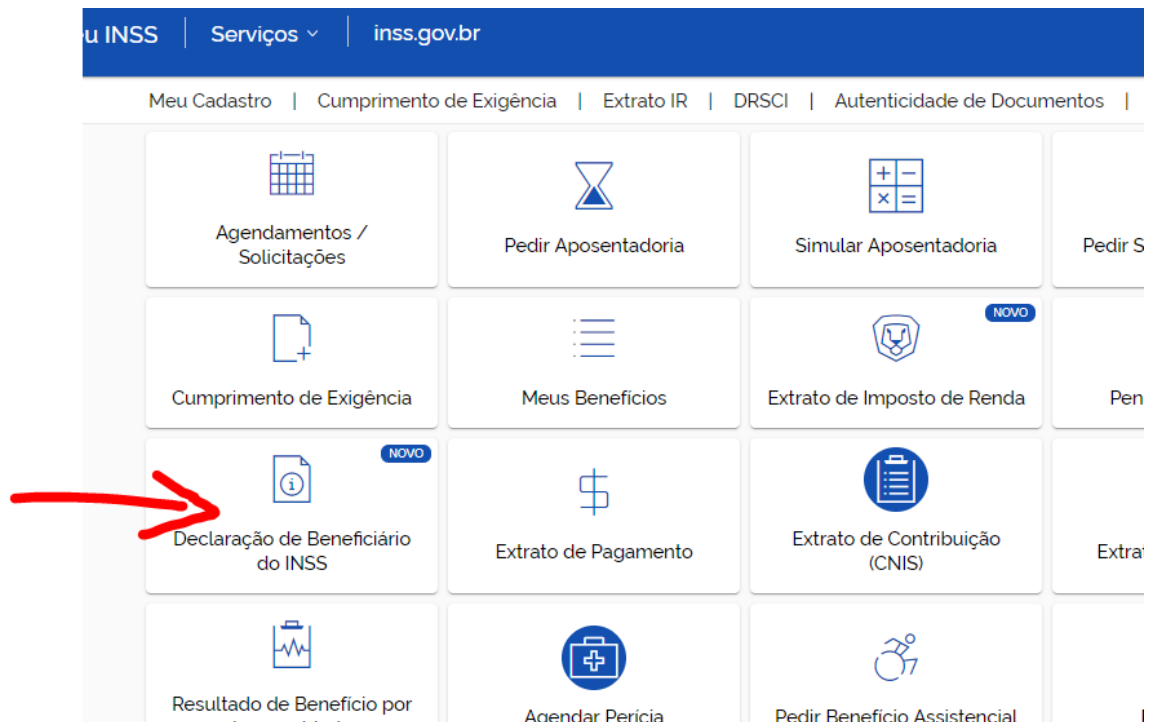 u INSS | Serviços | inss.gov.br
Meu Cadastro | Cumprimento de Exigência | Extrato IR | DRSCI | Autenticidade de Documentos |
Agendamentos /
Solicitações
Pedir Aposentadoria
Simular Aposentadoria
Pedir S
Cumprimento de Exigência
Meus Benefícios
NOVO
Extrato de Imposto de Renda
Pen
NOVO
Declaração de Beneficiário
do INSS
Extrato de Pagamento
Extrato de Contribuição
(CNIS)
Extra
Resultado de Benefício por
Agendar Perícia
Pedir Benefício Assistencial